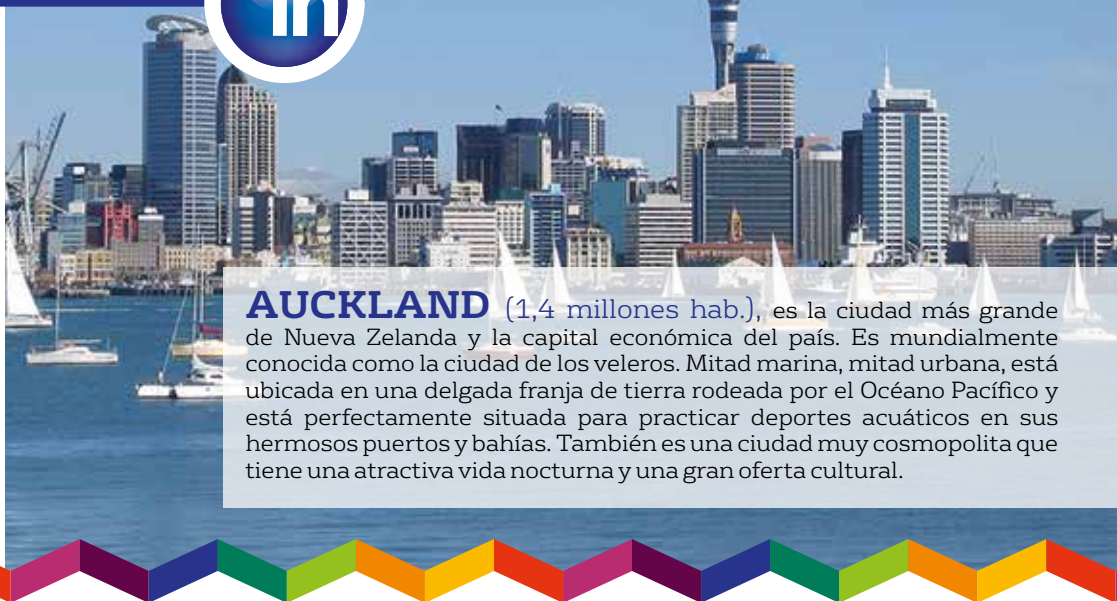 in
AUCKLAND (1,4 millones hab.), es la ciudad más grande
de Nueva Zelanda y la capital económica del país. Es mundialmente
conocida como la ciudad de los veleros. Mitad marina, mitad urbana, está
ubicada en una delgada franja de tierra rodeada por el Océano Pacífico y
está perfectamente situada para practicar deportes acuáticos en sus
hermosos puertos y bahías. También es una ciudad muy cosmopolita que
tiene una atractiva vida nocturna y una gran oferta cultural.